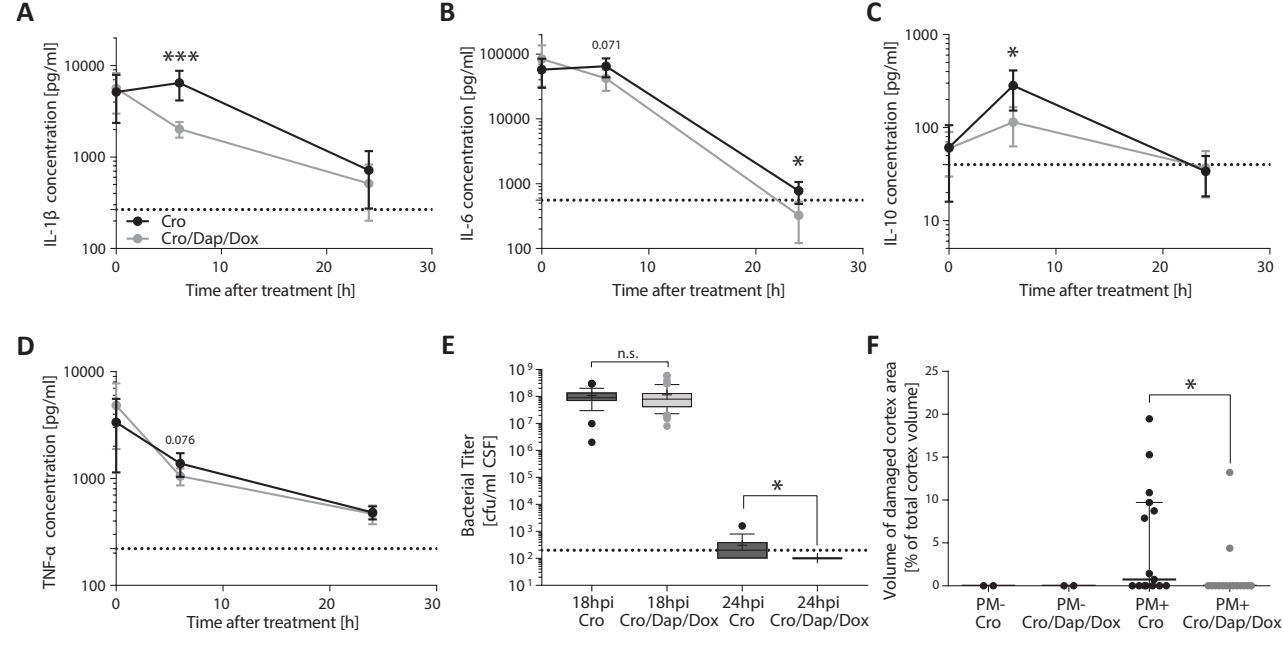 A
IL-1β concentration [pg/ml]
10000
1000
100
***
Cro
Cro/Dap/Dox
0 10 20 30
Time after treatment [h]
B
IL-6 concentration [pg/ml]
100000
10000
1000
100
0.071
*
0 10 20 30
Time after treatment [h]
C
IL-10 concentration [pg/ml]
1000
100
10
*
0 10 20 30
Time after treatment [h]
D
TNF-α concentration [pg/ml]
10000
1000
100
0.076
0 10 20 30
Time after treatment [h]
E
Bacterial Titer
[cfu/ml CSF]
10⁹
10⁸
10⁷
10⁶
10⁵
10⁴
10³
10²
10¹
n.s.
*
18hpi 18hpi 24hpi 24hpi
Cro Cro/Dap/Dox Cro Cro/Dap/Dox
F
Volume of damaged cortex area
[% of total cortex volume]
25
20
15
10
5
0
*
PM- PM- PM+ PM+
Cro Cro/Dap/Dox Cro Cro/Dap/Dox